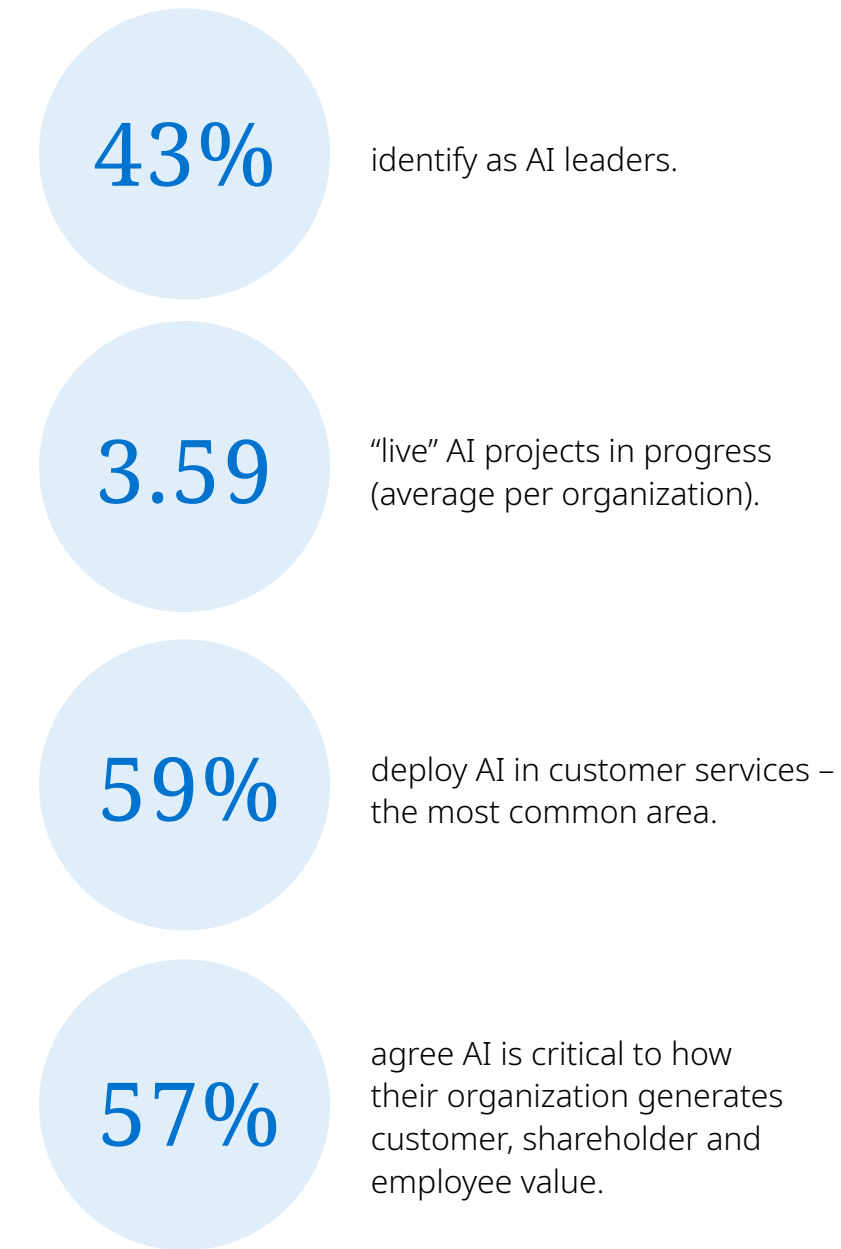 43%
identify as AI leaders.
3.59
“live” AI projects in progress
(average per organization).
59%
deploy AI in customer services –
the most common area.
57%
agree AI is critical to how
their organization generates
customer, shareholder and
employee value.